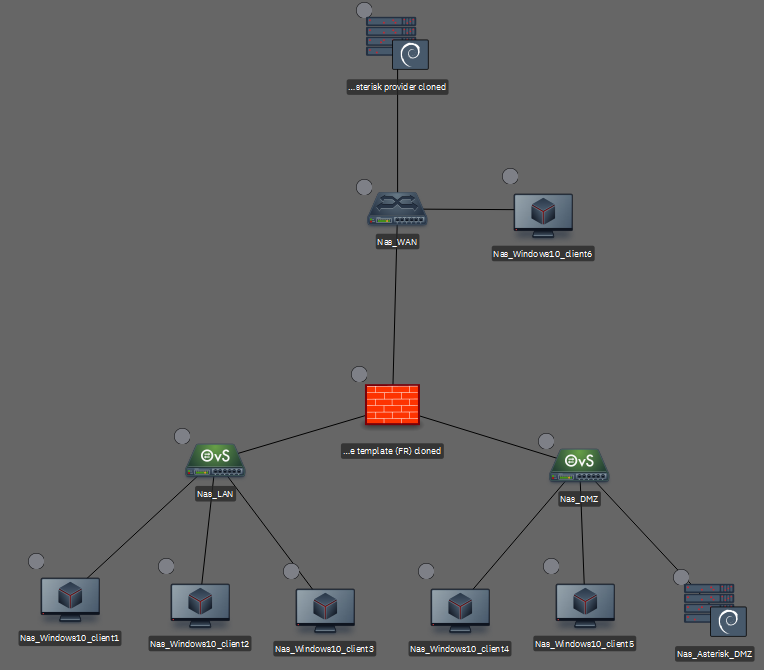 ...sterisk provider cloned
Nas_WAN
Nas_Windows10_client6
...e template (FR) cloned
OvS
Nas_LAN
OvS
Nas_DMZ
Nas_Windows10_client1
Nas_Windows10_client2
Nas_Windows10_client3
Nas_Windows10_client4
Nas_Windows10_client5
Nas_Asterisk_DMZ